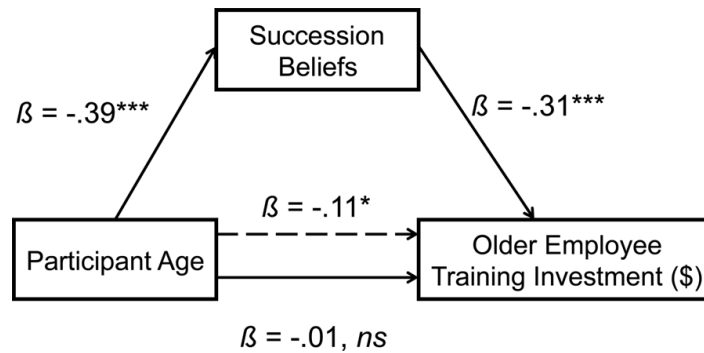 Succession
Beliefs
ß = -.39***
ß = -.31***
ß = -.11*
Participant Age
Older Employee
Training Investment ($)
ß = -.01, ns